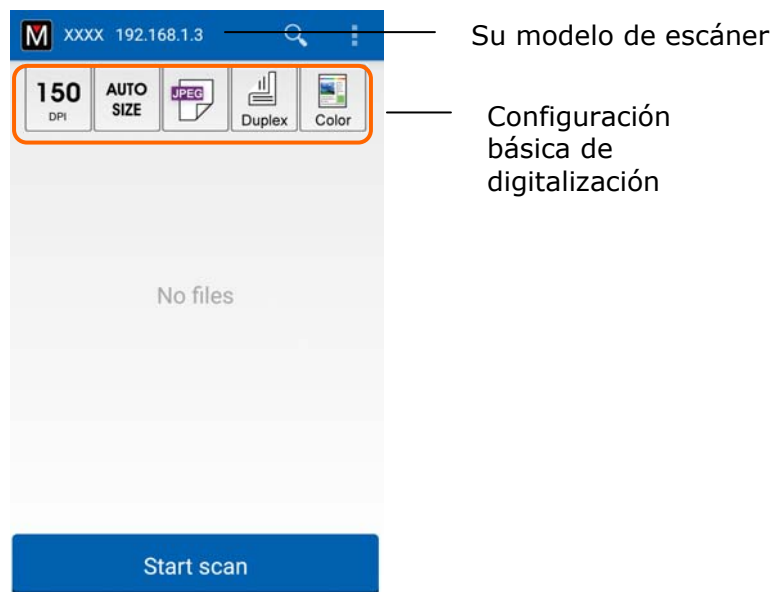 M XXXX 192.168.1.3
Su modelo de escáner
150
DPI
AUTO
SIZE
JPEG
Duplex
Color
Configuración
básica de
digitalización
No files
Start scan